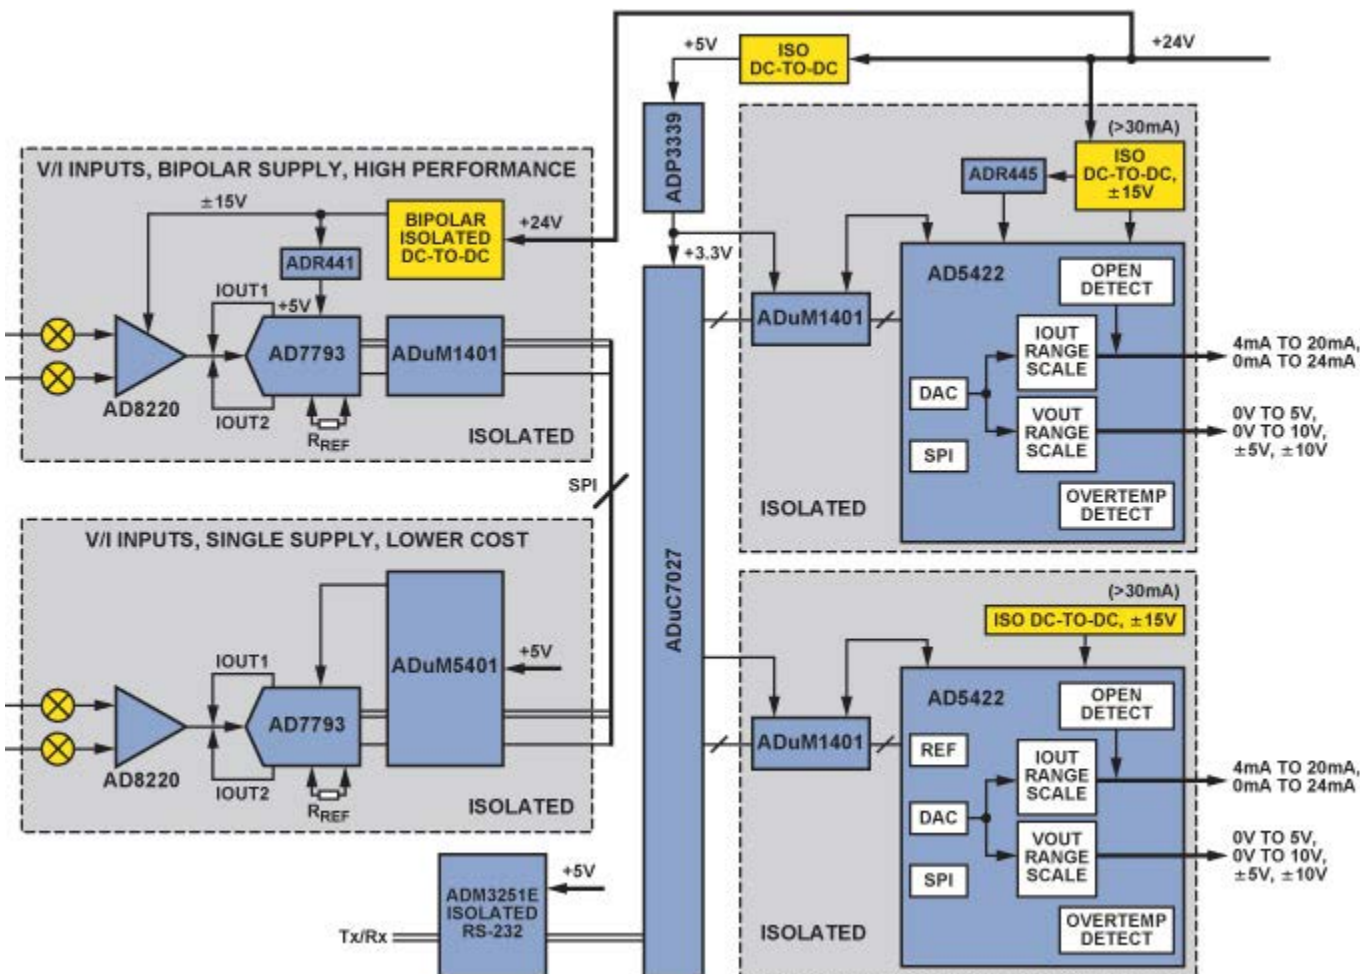 +5V
ISO
DC-TO-DC
+24V
ADP3339
+3.3V
V/I INPUTS, BIPOLAR SUPPLY, HIGH PERFORMANCE
±15V
BIPOLAR
ISOLATED
DC-TO-DC
+24V
ADR441
IOUT1
+5V
AD7793
ADuM1401
AD8220
IOUT2
RREF
ISOLATED
SPI
V/I INPUTS, SINGLE SUPPLY, LOWER COST
ADuM5401
+5V
IOUT1
AD7793
AD8220
IOUT2
RREF
ISOLATED
ADM3251E
ISOLATED
RS-232
+5V
Tx/Rx
ADuC7027
(>30mA)
ISO
DC-TO-DC,
±15V
ADR445
AD5422
OPEN
DETECT
ADuM1401
IOUT
RANGE
SCALE
4mA TO 20mA,
0mA TO 24mA
DAC
VOUT
RANGE
SCALE
0V TO 5V,
0V TO 10V,
±5V, ±10V
SPI
OVERTEMP
DETECT
ISOLATED
(>30mA)
ISO DC-TO-DC, ±15V
AD5422
OPEN
DETECT
ADuM1401
REF
IOUT
RANGE
SCALE
4mA TO 20mA,
0mA TO 24mA
DAC
VOUT
RANGE
SCALE
0V TO 5V,
0V TO 10V,
±5V, ±10V
SPI
OVERTEMP
DETECT
ISOLATED